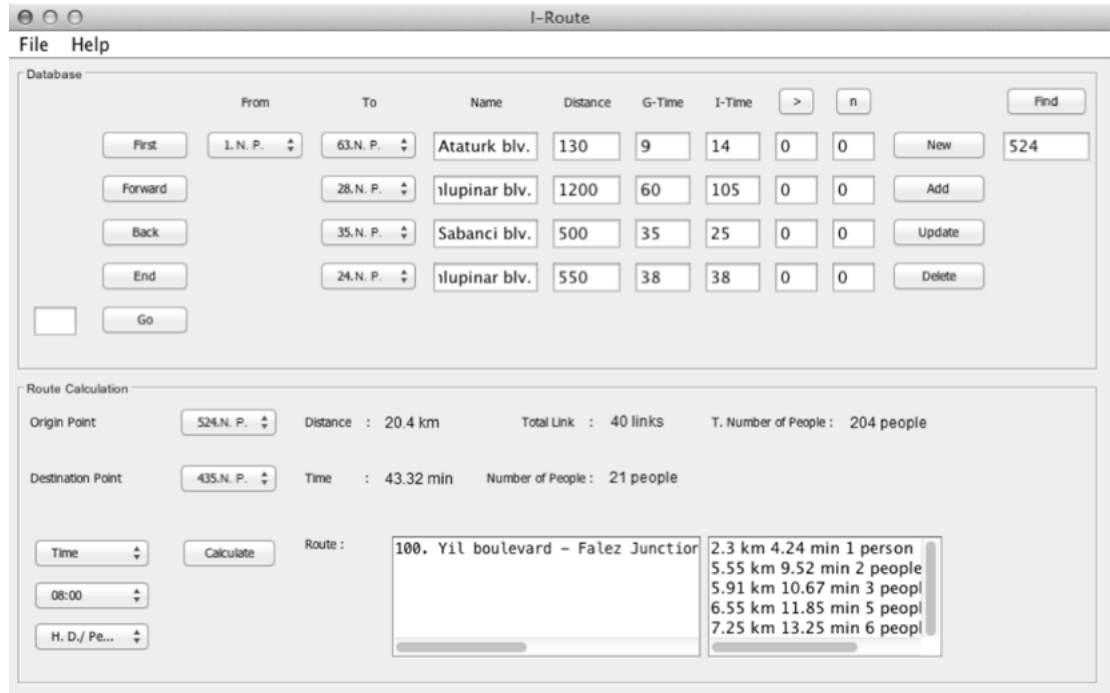 I-Route
File Help
Database
From To Name Distance G-Time I-Time > n Find
First 1. N. P. 63.N. P. Ataturk blv. 130 9 14 0 0 New 524
Forward 28.N. P. ılupinar blv. 1200 60 105 0 0 Add
Back 35.N. P. Sabanci blv. 500 35 25 0 0 Update
End 24.N. P. ılupinar blv. 550 38 38 0 0 Delete
Go
Route Calculation
Origin Point 524.N. P. Distance : 20.4 km Total Link : 40 links T. Number of People : 204 people
Destination Point 435.N. P. Time : 43.32 min Number of People : 21 people
Time Calculate Route : 100. Yil boulevard – Falez Junction 2.3 km 4.24 min 1 person
5.55 km 9.52 min 2 people
08:00 5.91 km 10.67 min 3 peopl
6.55 km 11.85 min 5 peopl
H. D./ Pe... 7.25 km 13.25 min 6 peopl